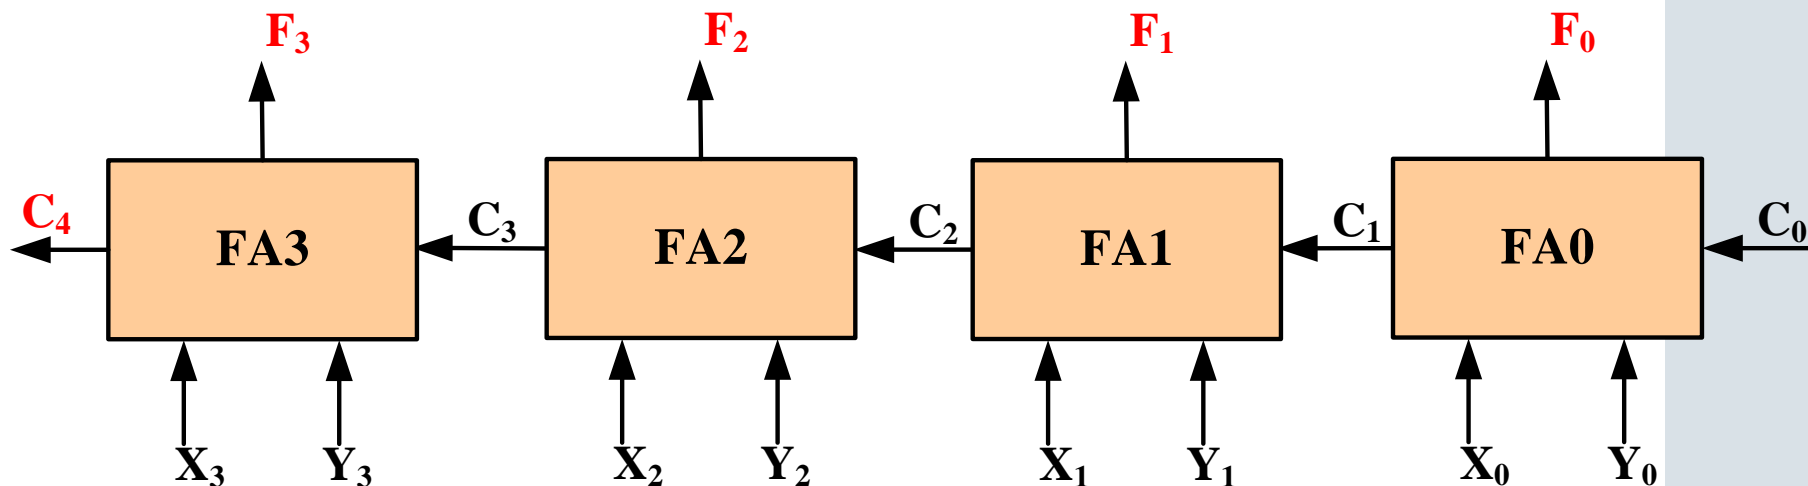 F₃ F₂ F₁ F₀
C₄ FA3 C₃ FA2 C₂ FA1 C₁ FA0 C₀
X₃ Y₃ X₂ Y₂ X₁ Y₁ X₀ Y₀